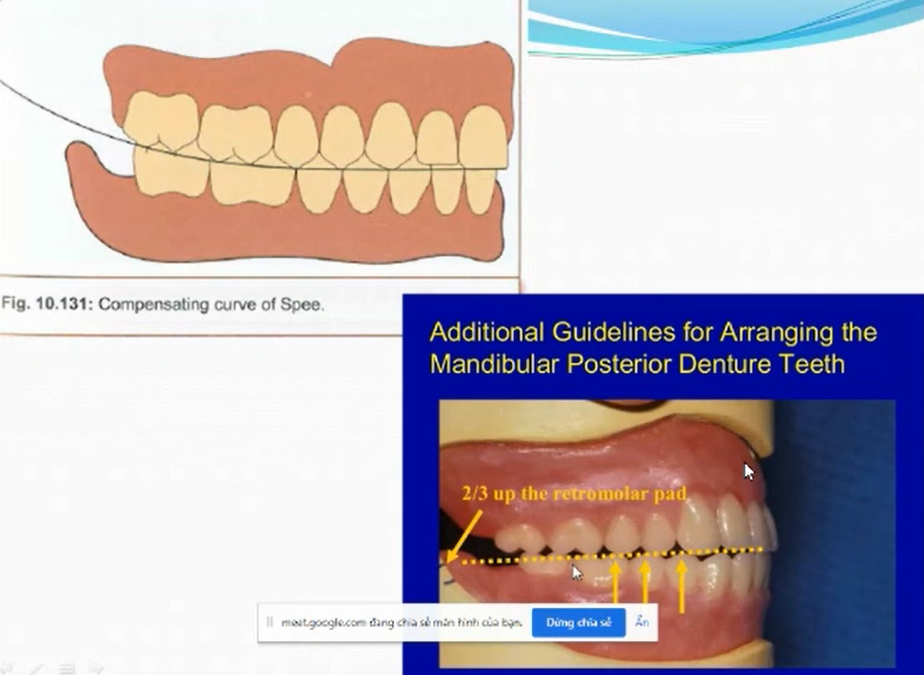 Fig. 10.131: Compensating curve of Spee.
Additional Guidelines for Arranging the
Mandibular Posterior Denture Teeth
2/3 up the retromolar pad
meet.google.com đang chia sẻ màn hình của bạn.
Dừng chia sẻ
Ẩn